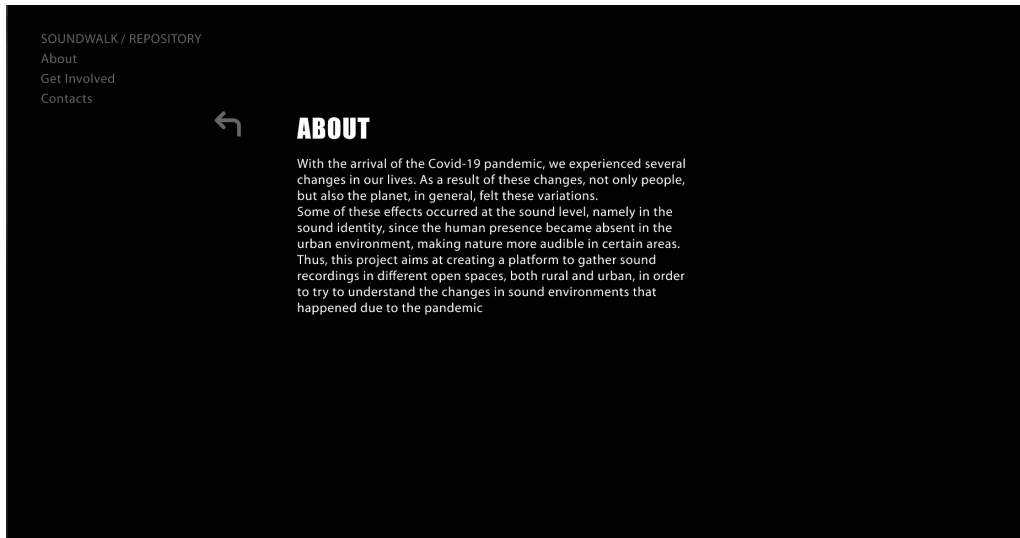 SOUNDWALK / REPOSITORY
About
Get Involved
Contacts
ABOUT
With the arrival of the Covid-19 pandemic, we experienced several
changes in our lives. As a result of these changes, not only people,
but also the planet, in general, felt these variations.
Some of these effects occurred at the sound level, namely in the
sound identity, since the human presence became absent in the
urban environment, making nature more audible in certain areas.
Thus, this project aims at creating a platform to gather sound
recordings in different open spaces, both rural and urban, in order
to try to understand the changes in sound environments that
happened due to the pandemic